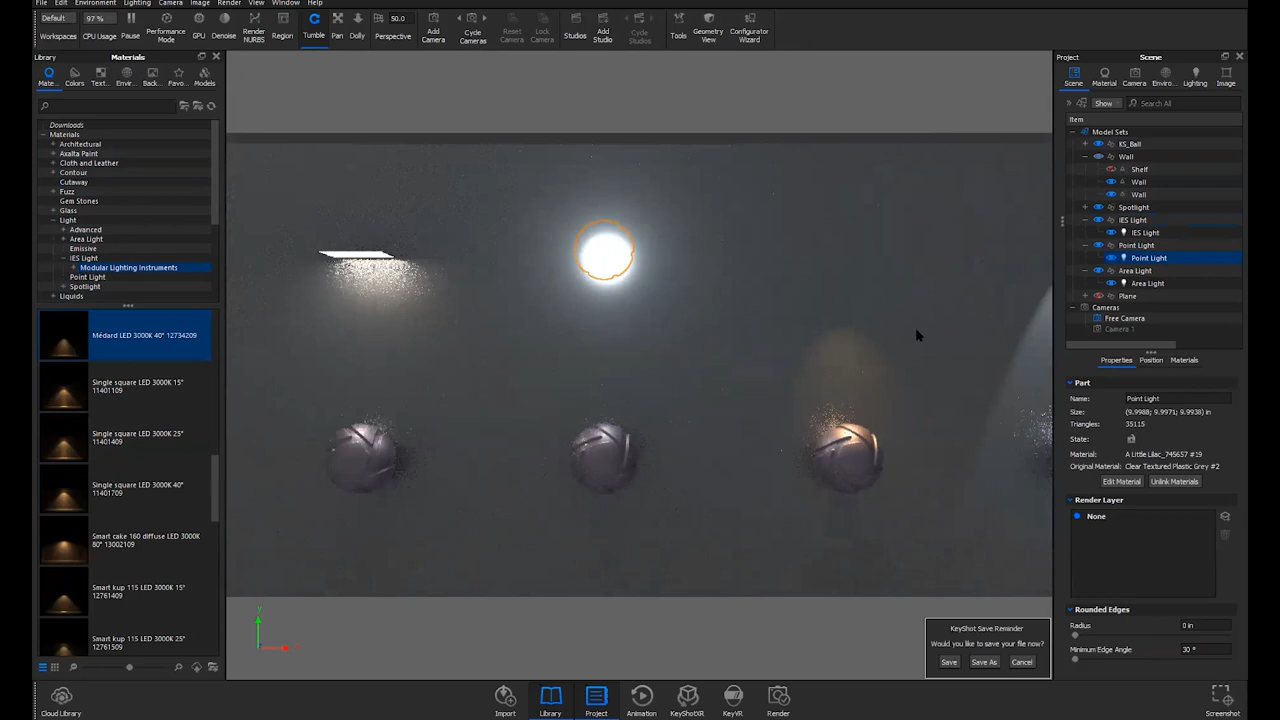 File Edit Environment Lighting Camera Image Render View Window Help
Default 97 % 50.0
Workspaces CPU Usage Pause Performance Mode GPU Denoise Render NURBS Region Tumble Pan Dolly Perspective Add Camera Cycle Cameras Reset Camera Lock Camera Studios Add Studio Cycle Studios Tools Geometry View Configurator Wizard
Library Materials
Mate... Colors Text... Envir... Back... Favo... Models
Downloads
Materials
Architectural
Axalta Paint
Cloth and Leather
Contour
Cutaway
Fuzz
Gem Stones
Glass
Light
Advanced
Area Light
Emissive
IES Light
Modular Lighting Instruments
Point Light
Spotlight
Liquids
Médard LED 3000K 40° 12734209
Single square LED 3000K 15°
11401109
Single square LED 3000K 25°
11401409
Single square LED 3000K 40°
11401709
Smart cake 160 diffuse LED 3000K
80° 13002109
Smart kup 115 LED 3000K 15°
12761409
Smart kup 115 LED 3000K 25°
12761509
Project Scene
Scene Material Camera Enviro... Lighting Image
Show Search All
Item
Model Sets
KS_Ball
Wall
Shelf
Wall
Wall
Spotlight
IES Light
IES Light
Point Light
Point Light
Area Light
Area Light
Plane
Cameras
Free Camera
Camera 1
Properties Position Materials
Part
Name: Point Light
Size: (9.9988, 9.9971, 9.9938) in
Triangles: 35115
State:
Material: A Little Lilac_745657 #19
Original Material: Clear Textured Plastic Grey #2
Edit Material Unlink Materials
Render Layer
None
Rounded Edges
Radius 0 in
Minimum Edge Angle 30 °
KeyShot Save Reminder
Would you like to save your file now?
Save Save As Cancel
Cloud Library Import Library Project Animation KeyShotXR KeyVR Render Screenshot